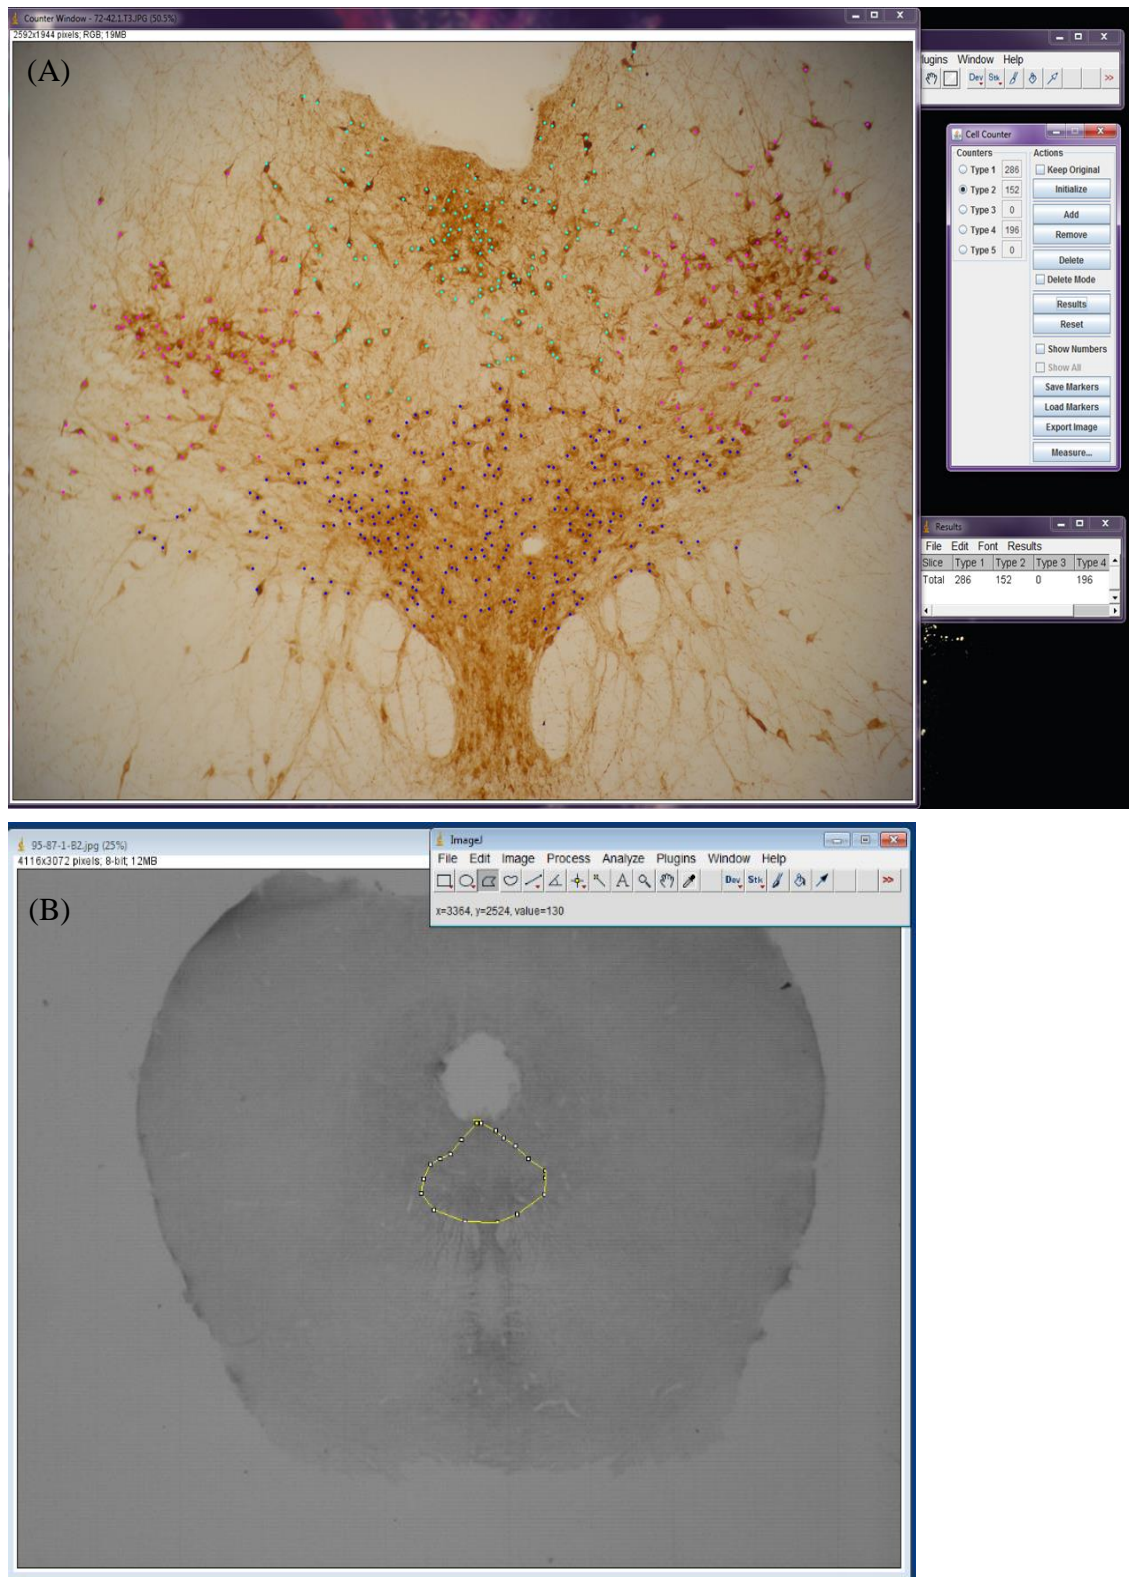 Counter Window - 72-42.1.T3.JPG (50.5%)
2592x1944 pixels; RGB; 19MB
(A)
lugins Window Help
Dev Stk >>
Cell Counter
Counters Actions
Type 1 286 Keep Original
Type 2 152 Initialize
Type 3 0 Add
Type 4 196 Remove
Type 5 0 Delete
Delete Mode
Results
Reset
Show Numbers
Show All
Save Markers
Load Markers
Export Image
Measure...
Results
File Edit Font Results
Slice Type 1 Type 2 Type 3 Type 4
Total 286 152 0 196
95-87-1-B2.jpg (25%)
4116x3072 pixels; 8-bit; 12MB
ImageJ
File Edit Image Process Analyze Plugins Window Help
A Dev Stk >>
x=3364, y=2524, value=130
(B)